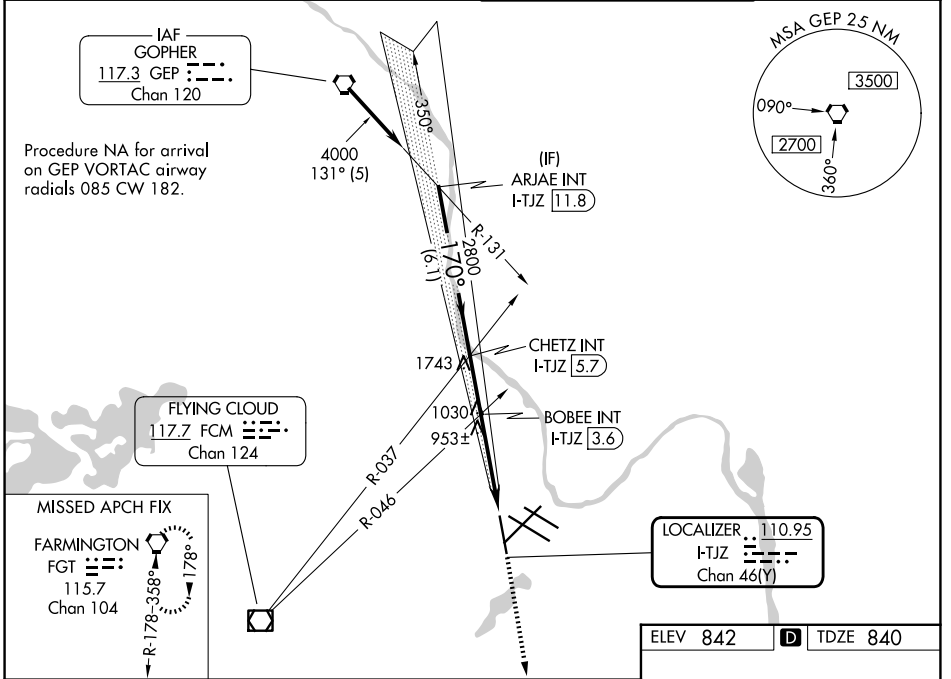 IAF
GOPHER
117.3 GEP
Chan 120
Procedure NA for arrival
on GEP VORTAC airway
radials 085 CW 182.
4000
131° (5)
350°
(IF)
ARJAE INT
I-TJZ 11.8
R-131
2800
170°
(6.1)
MSA GEP 25 NM
3500
090°
2700
360°
1743
CHETZ INT
I-TJZ 5.7
1030
953±
BOBEE INT
I-TJZ 3.6
FLYING CLOUD
117.7 FCM
Chan 124
R-037
R-046
MISSED APCH FIX
FARMINGTON
FGT
115.7
Chan 104
178°
R-178-358°
LOCALIZER 110.95
I-TJZ
Chan 46(Y)
ELEV 842 D TDZE 840